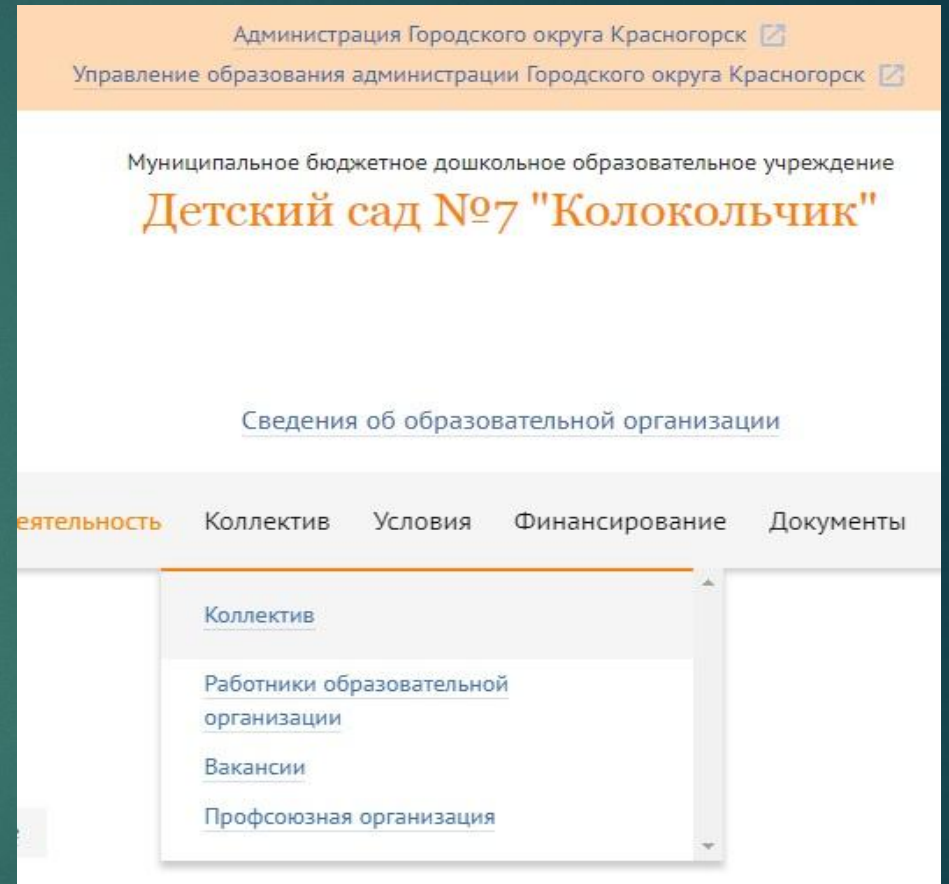 Администрация Городского округа Красногорск
Управление образования администрации Городского округа Красногорск
Муниципальное бюджетное дошкольное образовательное учреждение
Детский сад №7 "Колокольчик"
Сведения об образовательной организации
еятельность Коллектив Условия Финансирование Документы
Коллектив
Работники образовательной
организации
Вакансии
Профсоюзная организация